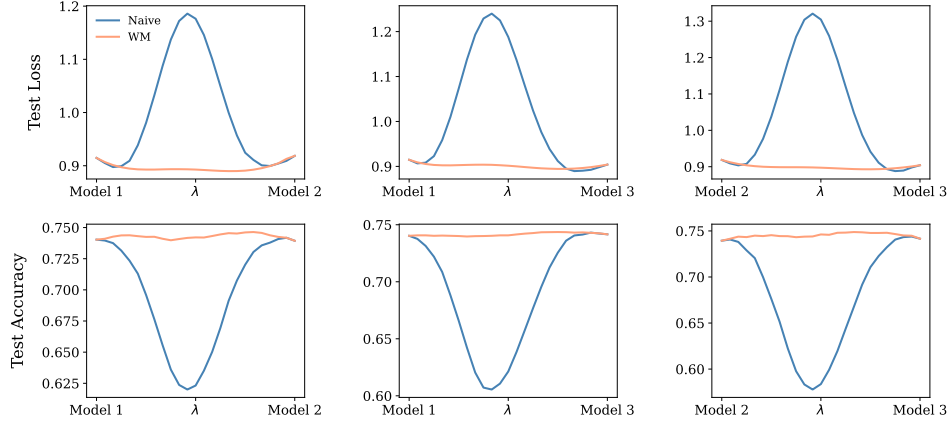 Test Loss
1.2
1.1
1.0
0.9
Naive
WM
Model 1
λ
Model 2
1.2
1.1
1.0
0.9
Model 1
λ
Model 3
1.3
1.2
1.1
1.0
0.9
Model 2
λ
Model 3
Test Accuracy
0.750
0.725
0.700
0.675
0.650
0.625
Model 1
λ
Model 2
0.75
0.70
0.65
0.60
Model 1
λ
Model 3
0.75
0.70
0.65
0.60
Model 2
λ
Model 3